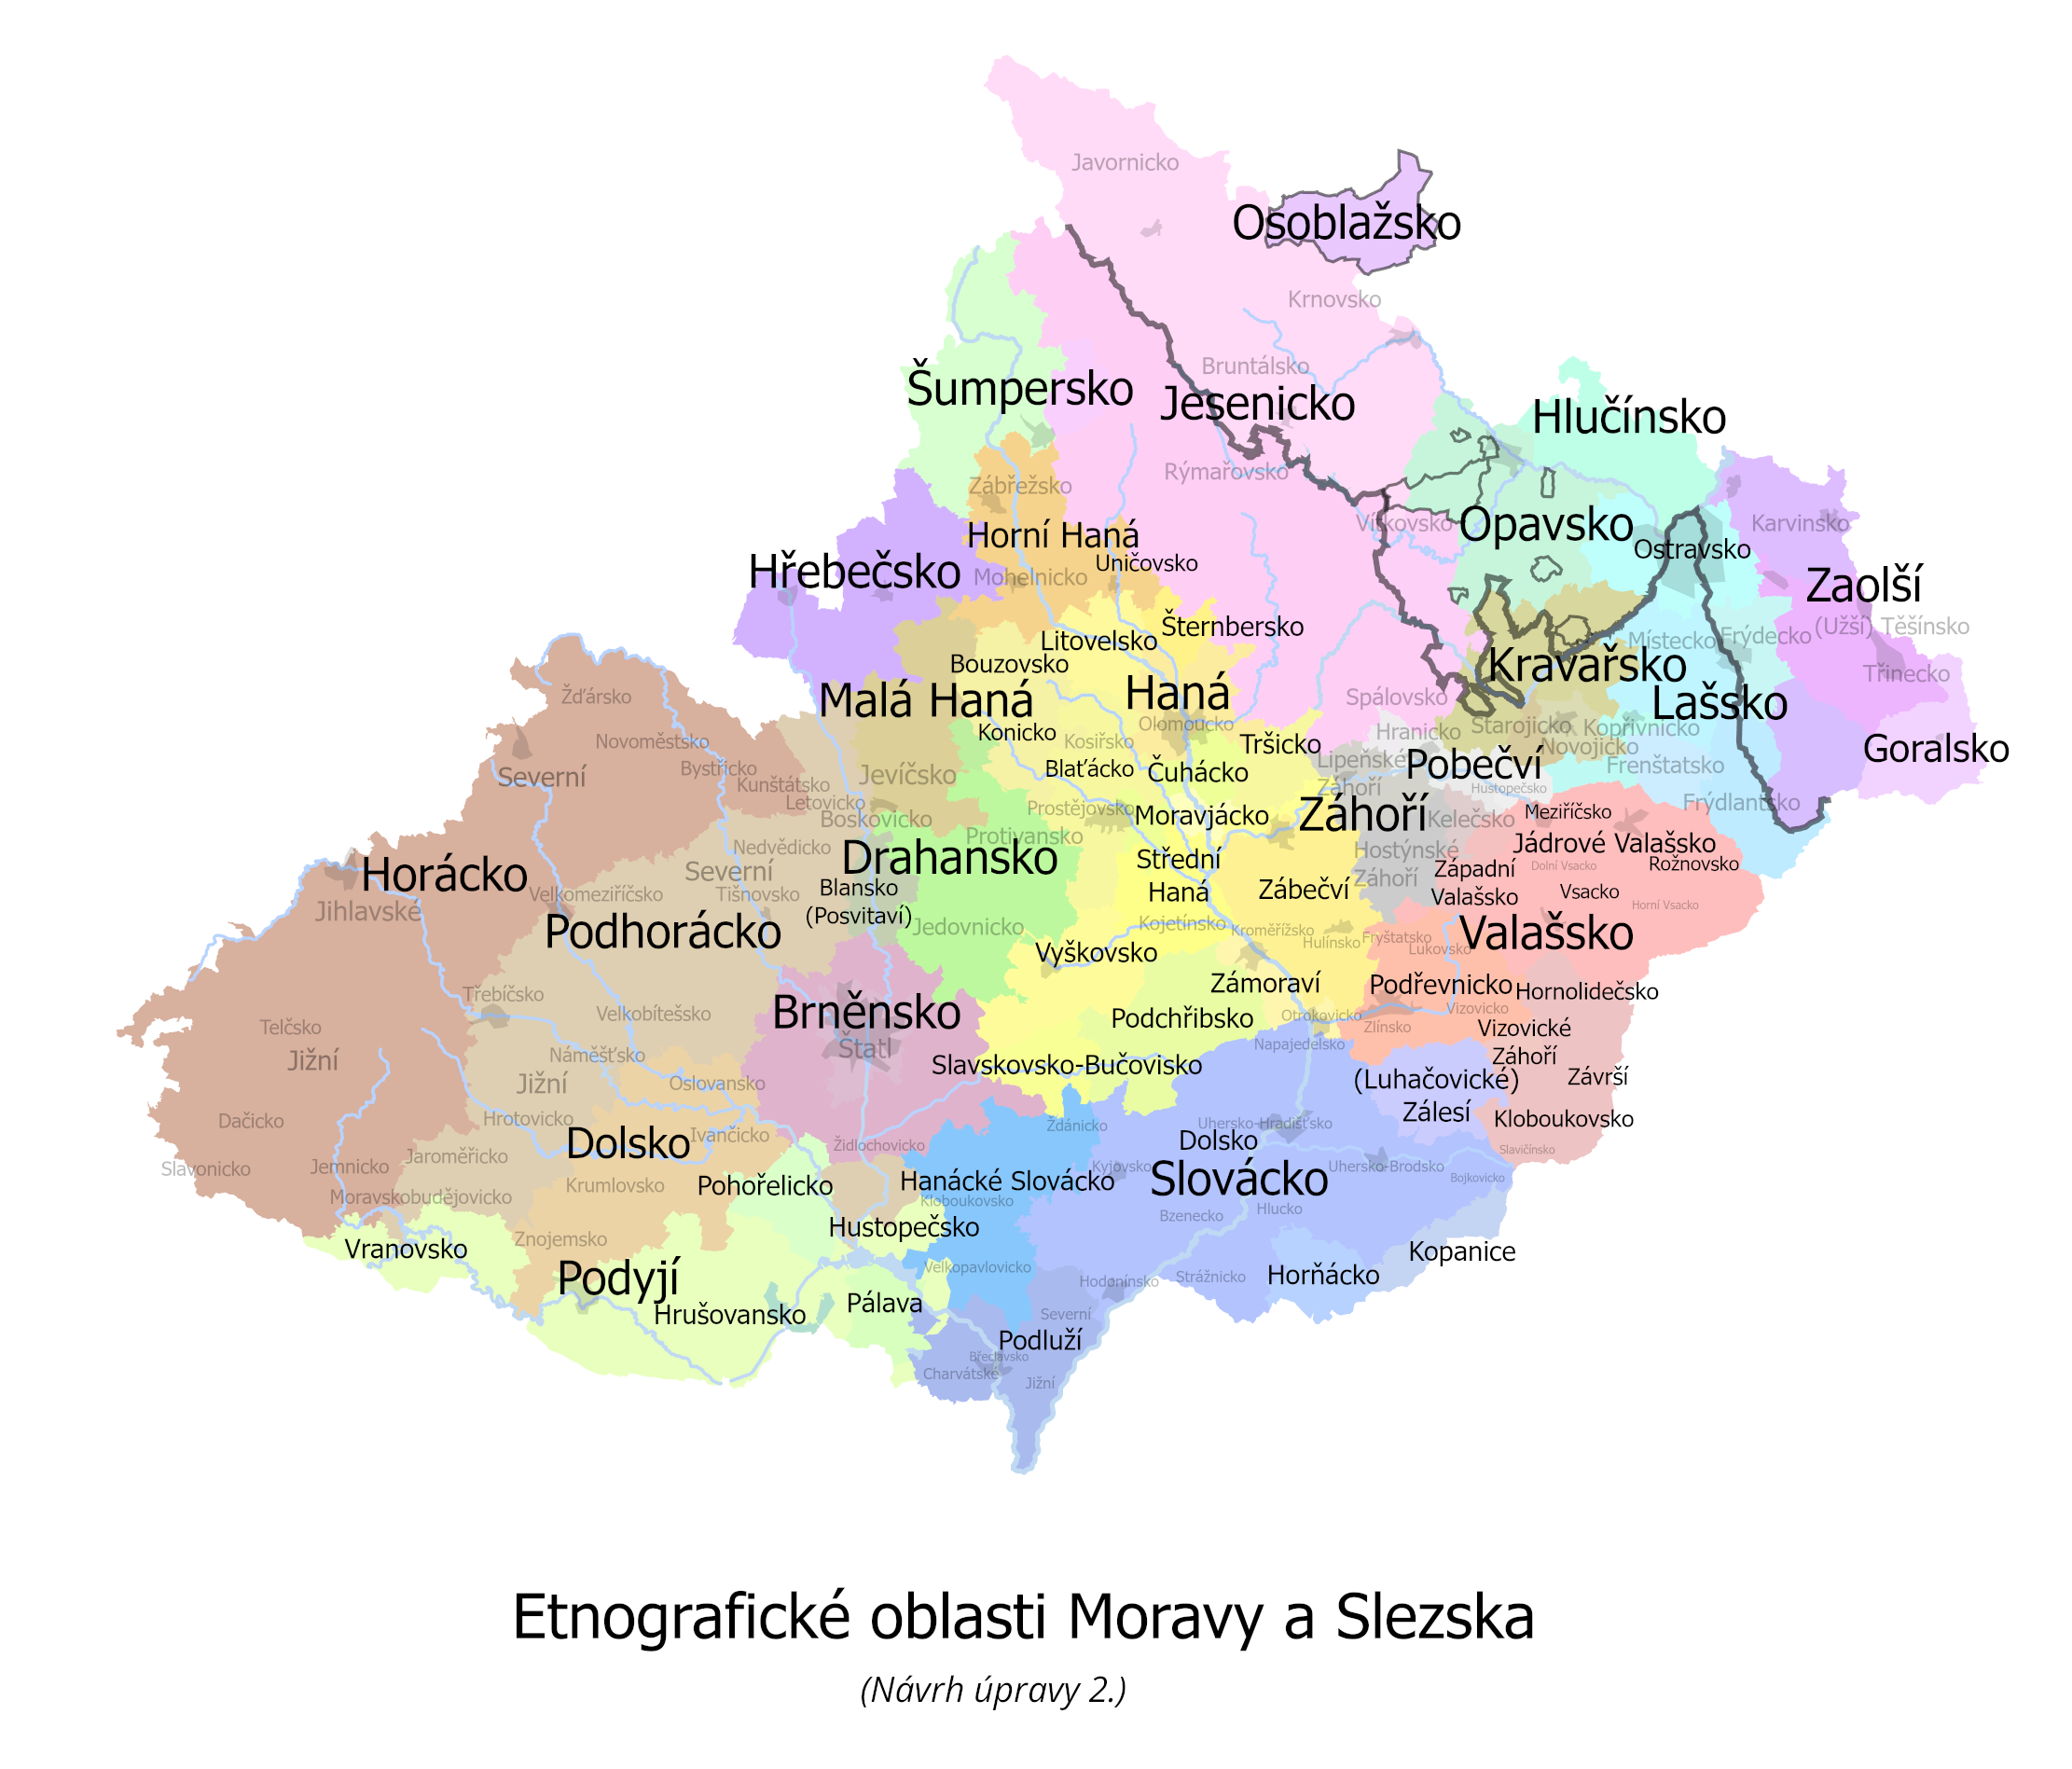 Javornicko
Osoblažsko
Krnovsko
Bruntálsko
Šumpersko
Jesenicko
Hlučínsko
Rýmařovsko
Zábřežsko
Vítkovsko
Opavsko
Karvinsko
Horní Haná
Ostravsko
Uničovsko
Mohelnicko
Hřebečsko
Zaolší
(Užší) Těšínsko
Šternbersko
Litovelsko
Místecko
Frýdecko
Bouzovsko
Kravařsko
Třinecko
Malá Haná
Haná
Spálovsko
Lašsko
Žďársko
Olomoucko
Starojicko
Kopřivnicko
Konicko
Kosiřsko
Tršicko
Hranicko
Novojicko
Goralsko
Novoměstsko
Bystřicko
Severní
Kunštátsko
Jevíčsko
Blaťácko
Čuhácko
Lipeňské
Záhoří
Pobečví
Frenštatsko
Hustopečsko
Letovicko
Boskovicko
Prostějovsko
Moravjácko
Záhoří
Kelečsko
Meziříčsko
Frýdlantsko
Protivansko
Nedvědicko
Drahansko
Střední
Haná
Hostýnské
Záhoří
Jádrové Valašsko
Rožnovsko
Dolní Vsacko
Západní
Valašsko
Vsacko
Horní Vsacko
Horácko
Jihlavské
Severní
Velkomeziříčsko
Tišnovsko
Blansko
(Posvitaví)
Zábečví
Podhorácko
Jedovnicko
Kojetínsko
Kroměřížsko
Hulínsko
Fryštatsko
Lukovsko
Valašsko
Vyškovsko
Zámoraví
Podřevnicko
Hornolidečsko
Třebíčsko
Velkobítešsko
Brněnsko
Štatl
Podchřibsko
Otrokovicko
Vizovicko
Zlínsko
Vizovické
Záhoří
Telčsko
Jižní
Náměšťsko
Napajedelsko
Slavskovsko-Bučovisko
(Luhačovické)
Zálesí
Závrší
Jižní
Oslovansko
Hrotovicko
Dačicko
Ždánicko
Uhersko-Hradišťsko
Kloboukovsko
Ivančicko
Dolsko
Židlochovicko
Dolsko
Slavičínsko
Slavonicko
Jemnicko
Jaroměřicko
Kyjovsko
Uhersko-Brodsko
Bojkovicko
Moravskobudějovicko
Krumlovsko
Pohořelicko
Hanácké Slovácko
Kloboukovsko
Slovácko
Bzenecko
Hlucko
Vranovsko
Znojemsko
Hustopečsko
Kopanice
Podyjí
Velkopavlovicko
Hodonínsko
Strážnicko
Horňácko
Hrušovansko
Pálava
Severní
Podluží
Břeclavsko
Charvátské
Jižní
Etnografické oblasti Moravy a Slezska
(Návrh úpravy 2.)